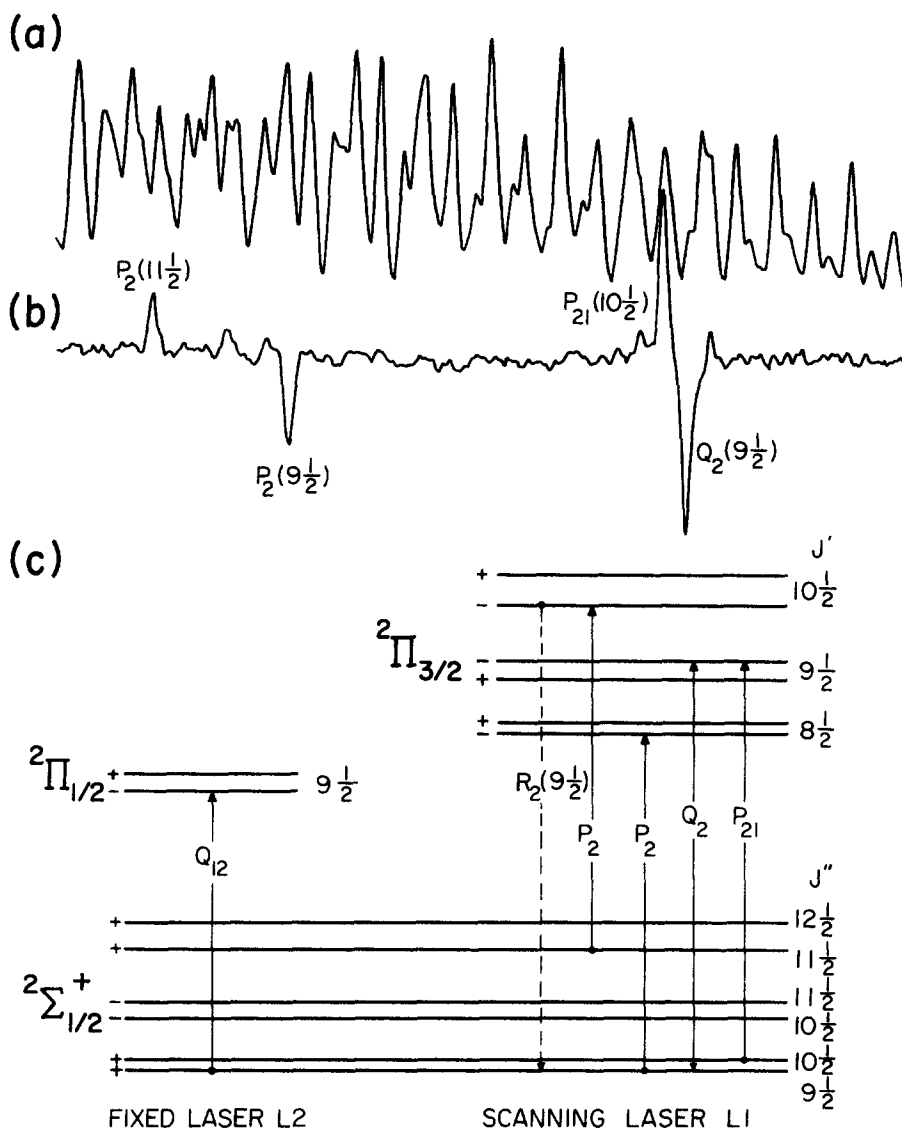 (a)
P₂(11½)
(b)
P₂₁(10½)
P₂(9½)
Q₂(9½)
(c)
J'
+ 10½
-
²Π₃/₂ - 9½
+
+ 8½
-
²Π₁/₂ + 9½
-
R₂(9½)
Q₁₂ P₂ P₂ Q₂ P₂₁
J"
+ 12½
+ 11½
²Σ⁺₁/₂ - 11½
- 10½
+ 10½
+ 9½
FIXED LASER L2 SCANNING LASER L1